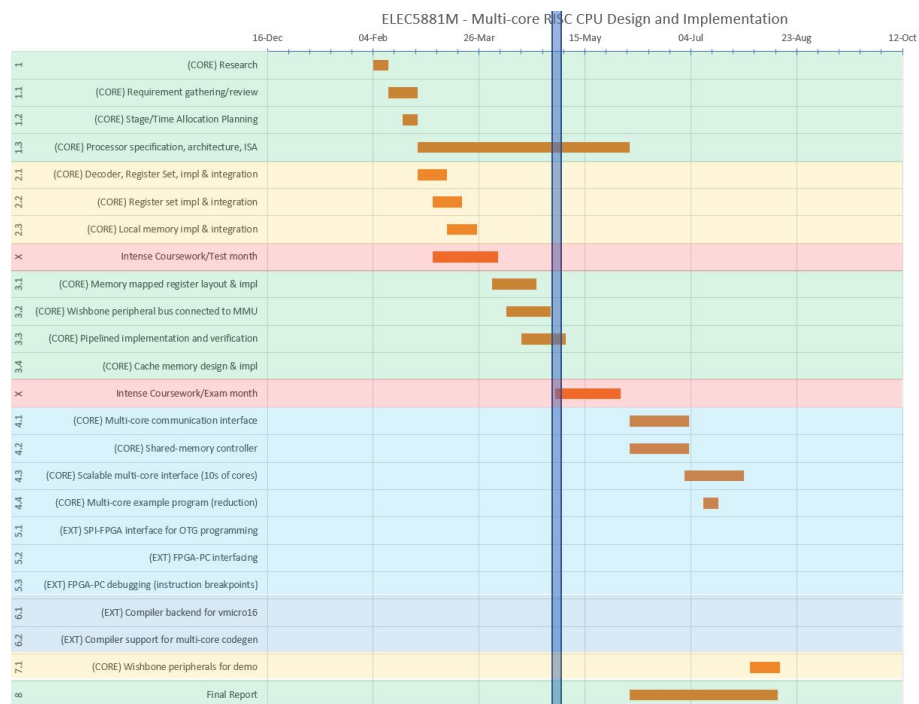 ELEC5881M - Multi-core RISC CPU Design and Implementation
16-Dec 04-Feb 26-Mar 15-May 04-Jul 23-Aug 12-Oct
1 (CORE) Research
1.1 (CORE) Requirement gathering/review
1.2 (CORE) Stage/Time Allocation Planning
1.3 (CORE) Processor specification, architecture, ISA
2.1 (CORE) Decoder, Register Set, impl & integration
2.2 (CORE) Register set impl & integration
2.3 (CORE) Local memory impl & integration
X Intense Coursework/Test month
3.1 (CORE) Memory mapped register layout & impl
3.2 (CORE) Wishbone peripheral bus connected to MMU
3.3 (CORE) Pipelined implementation and verification
3.4 (CORE) Cache memory design & impl
X Intense Coursework/Exam month
4.1 (CORE) Multi-core communication interface
4.2 (CORE) Shared-memory controller
4.3 (CORE) Scalable multi-core interface (10s of cores)
4.4 (CORE) Multi-core example program (reduction)
5.1 (EXT) SPI-FPGA interface for OTG programming
5.2 (EXT) FPGA-PC interfacing
5.3 (EXT) FPGA-PC debugging (instruction breakpoints)
6.1 (EXT) Compiler backend for vmicro16
6.2 (EXT) Compiler support for multi-core codegen
7.1 (CORE) Wishbone peripherals for demo
8 Final Report